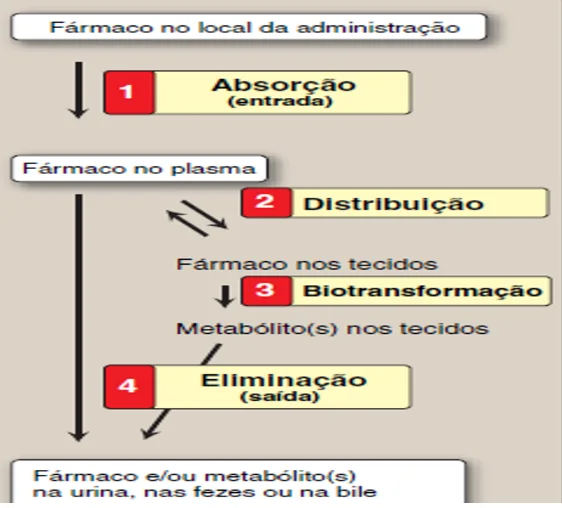 Fármaco no local da administração
1 Absorção
(entrada)
Fármaco no plasma
2 Distribuição
Fármaco nos tecidos
3 Biotransformação
Metabólito(s) nos tecidos
4 Eliminação
(saída)
Fármaco e/ou metabólito(s)
na urina, nas fezes ou na bile